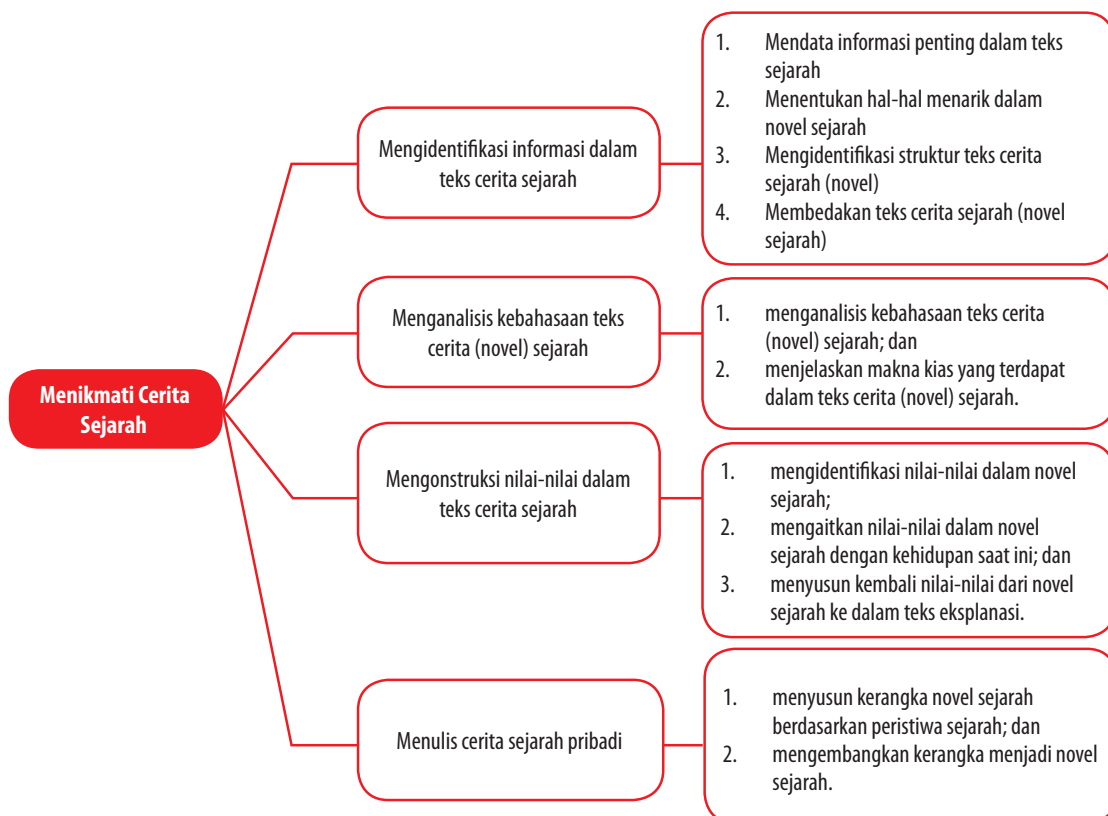 Menikmati Cerita
Sejarah
Mengidentifikasi informasi dalam
teks cerita sejarah
1. Mendata informasi penting dalam teks
sejarah
2. Menentukan hal-hal menarik dalam
novel sejarah
3. Mengidentifikasi struktur teks cerita
sejarah (novel)
4. Membedakan teks cerita sejarah (novel
sejarah)
Menganalisis kebahasaan teks
cerita (novel) sejarah
1. menganalisis kebahasaan teks cerita
(novel) sejarah; dan
2. menjelaskan makna kias yang terdapat
dalam teks cerita (novel) sejarah.
Mengonstruksi nilai-nilai dalam
teks cerita sejarah
1. mengidentifikasi nilai-nilai dalam novel
sejarah;
2. mengaitkan nilai-nilai dalam novel
sejarah dengan kehidupan saat ini; dan
3. menyusun kembali nilai-nilai dari novel
sejarah ke dalam teks eksplanasi.
Menulis cerita sejarah pribadi
1. menyusun kerangka novel sejarah
berdasarkan peristiwa sejarah; dan
2. mengembangkan kerangka menjadi novel
sejarah.